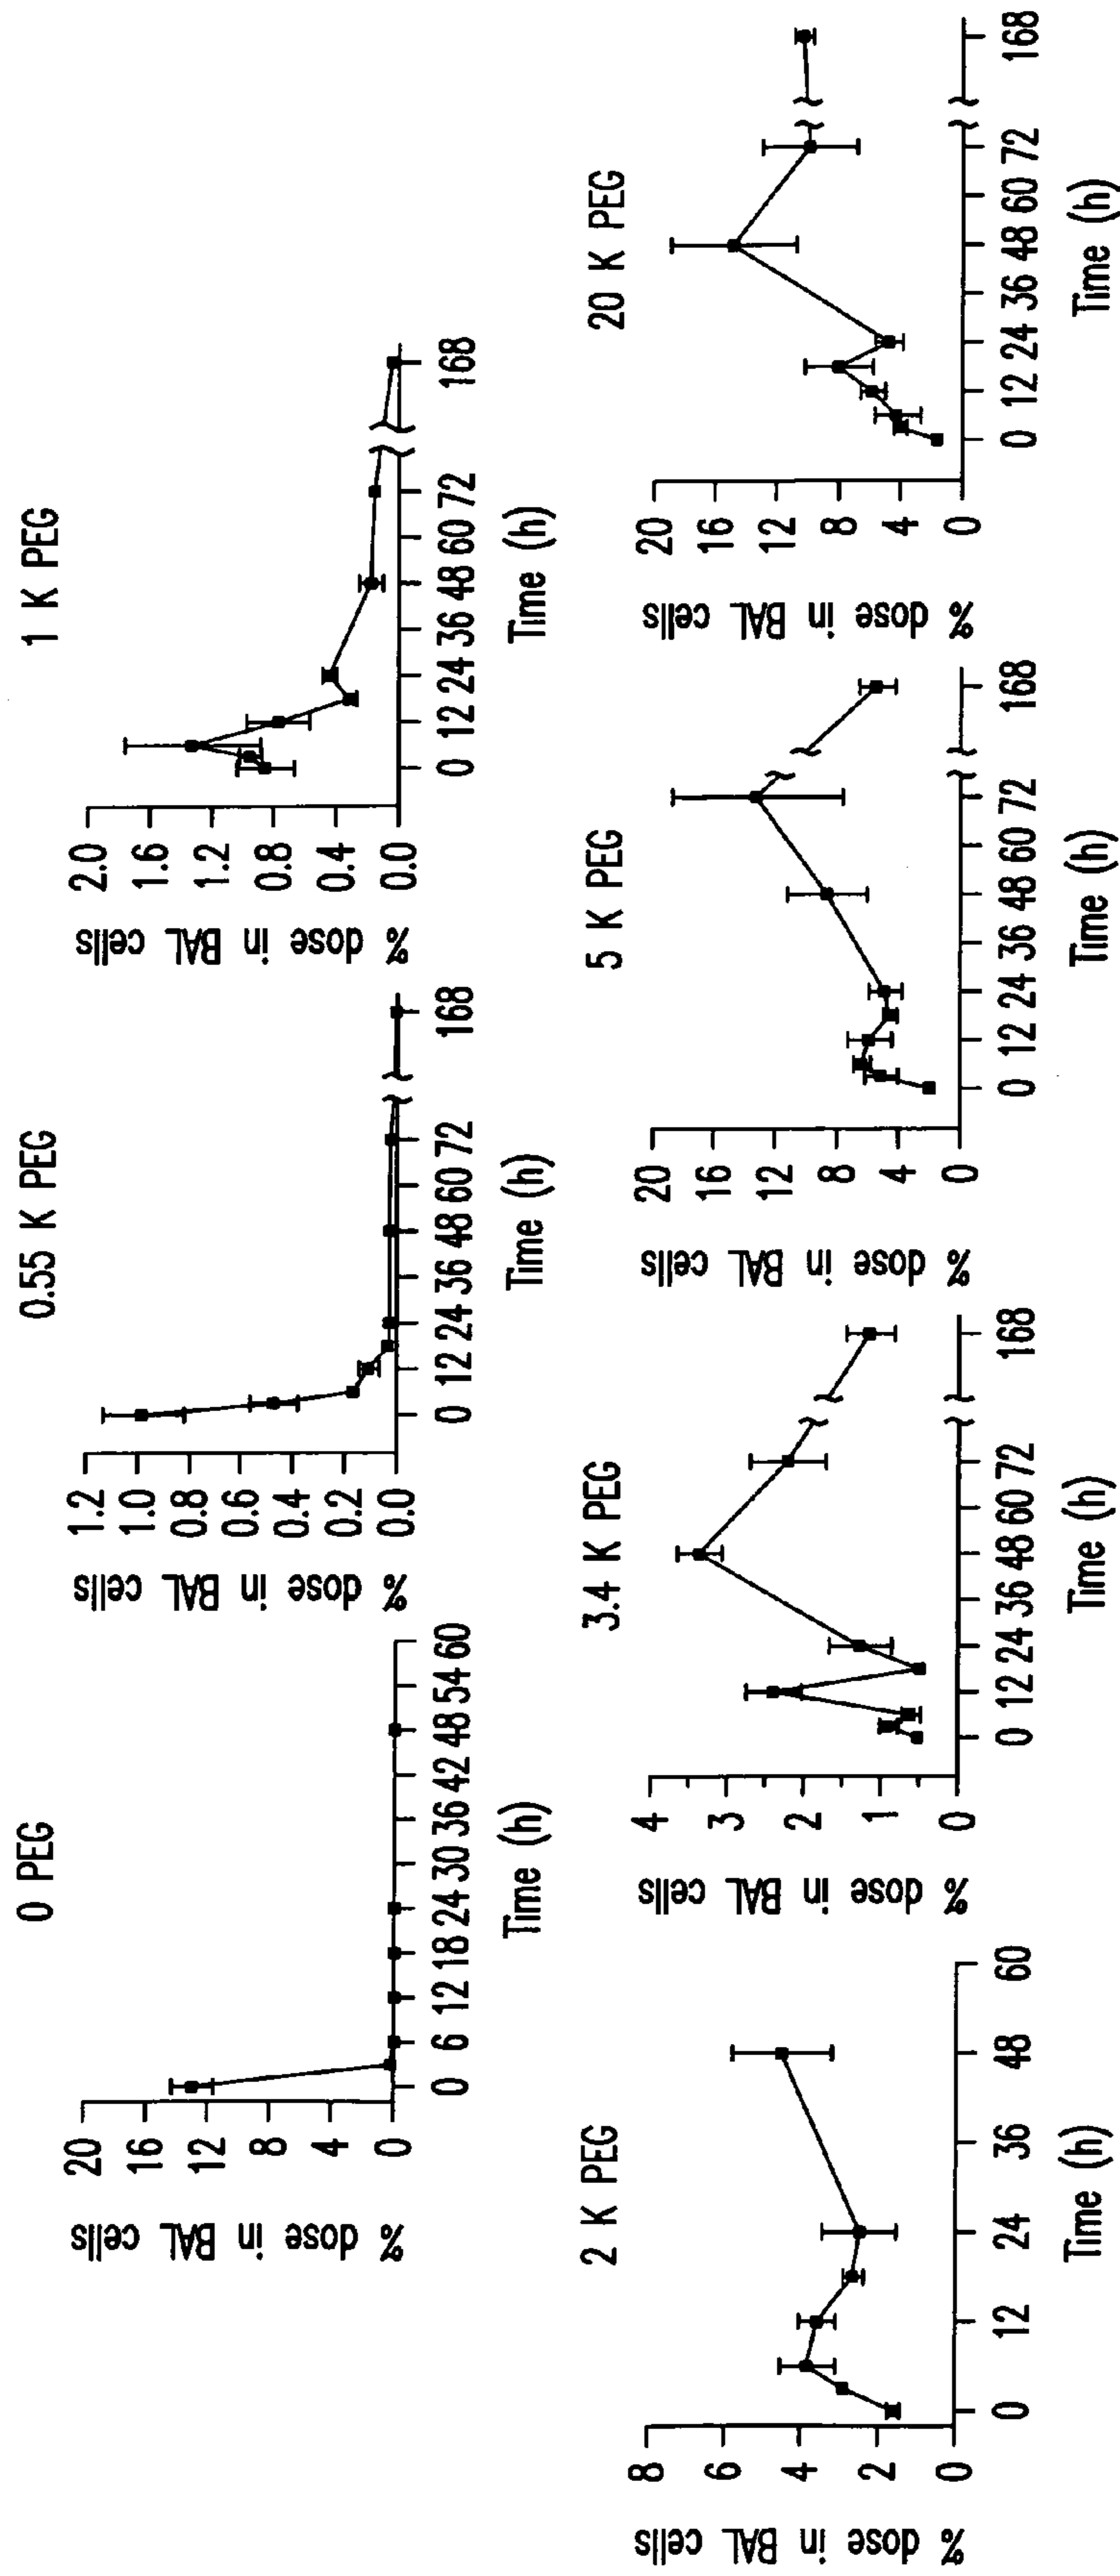 0 PEG
% dose in BAL cells
20
16
12
8
4
0
0 6 12 18 24 30 36 42 48 54 60
Time (h)
0.55 K PEG
% dose in BAL cells
1.2
1.0
0.8
0.6
0.4
0.2
0.0
0 12 24 36 48 60 72 168
Time (h)
1 K PEG
% dose in BAL cells
2.0
1.6
1.2
0.8
0.4
0.0
0 12 24 36 48 60 72 168
Time (h)
2 K PEG
% dose in BAL cells
8
6
4
2
0
0 12 24 36 48 60
Time (h)
3.4 K PEG
% dose in BAL cells
4
3
2
1
0
0 12 24 36 48 60 72 168
Time (h)
5 K PEG
% dose in BAL cells
20
16
12
8
4
0
0 12 24 36 48 60 72 168
Time (h)
20 K PEG
% dose in BAL cells
20
16
12
8
4
0
0 12 24 36 48 60 72 168
Time (h)